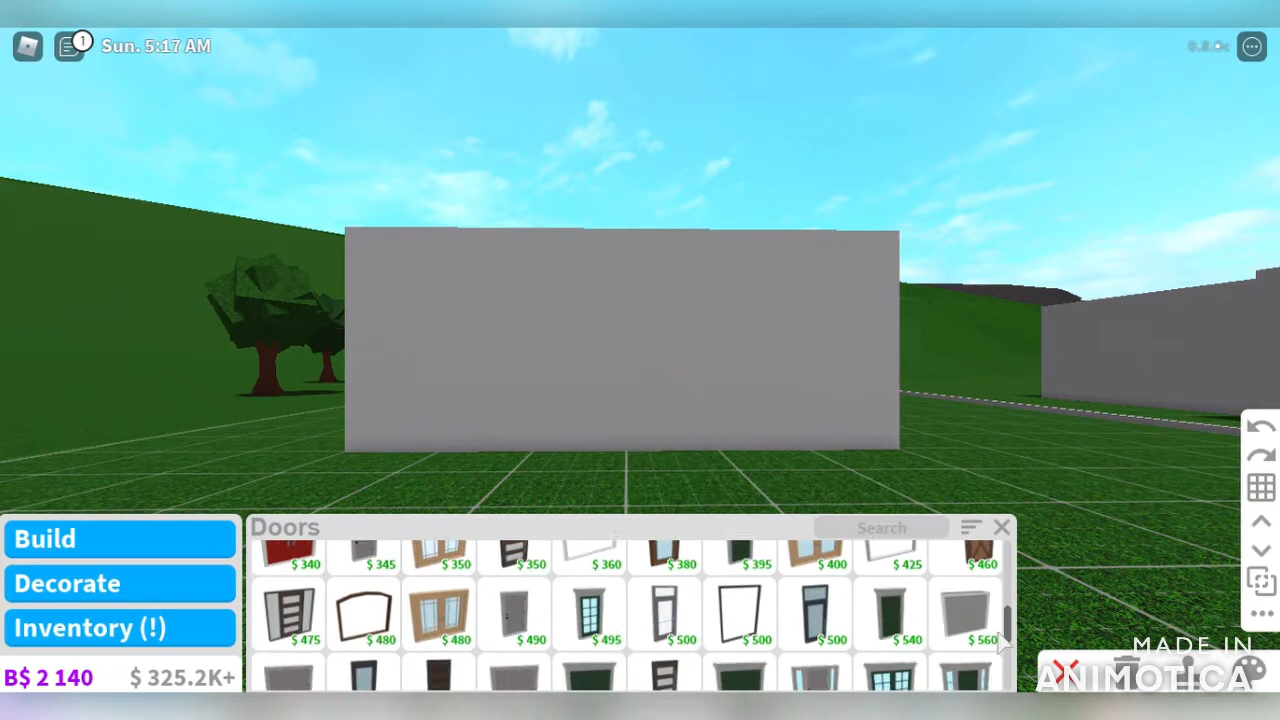 1
Sun. 5:17 AM
Build
Decorate
Inventory (!)
B$ 2 140
$ 325.2K+
Doors
Search
$ 340
$ 345
$ 350
$ 350
$ 360
$ 380
$ 395
$ 400
$ 425
$ 460
$ 475
$ 480
$ 480
$ 490
$ 495
$ 500
$ 500
$ 500
$ 540
$ 560
MADE IN
ANIMOTICA